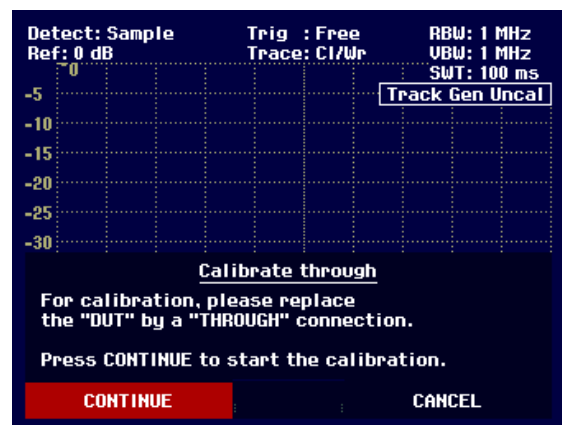 Detect: Sample Trig : Free RBW: 1 MHz
Ref: 0 dB Trace: Cl/Wr VBW: 1 MHz
0 SWT: 100 ms
-5 Track Gen Uncal
-10
-15
-20
-25
-30
Calibrate through
For calibration, please replace
the "DUT" by a "THROUGH" connection.
Press CONTINUE to start the calibration.
CONTINUE CANCEL